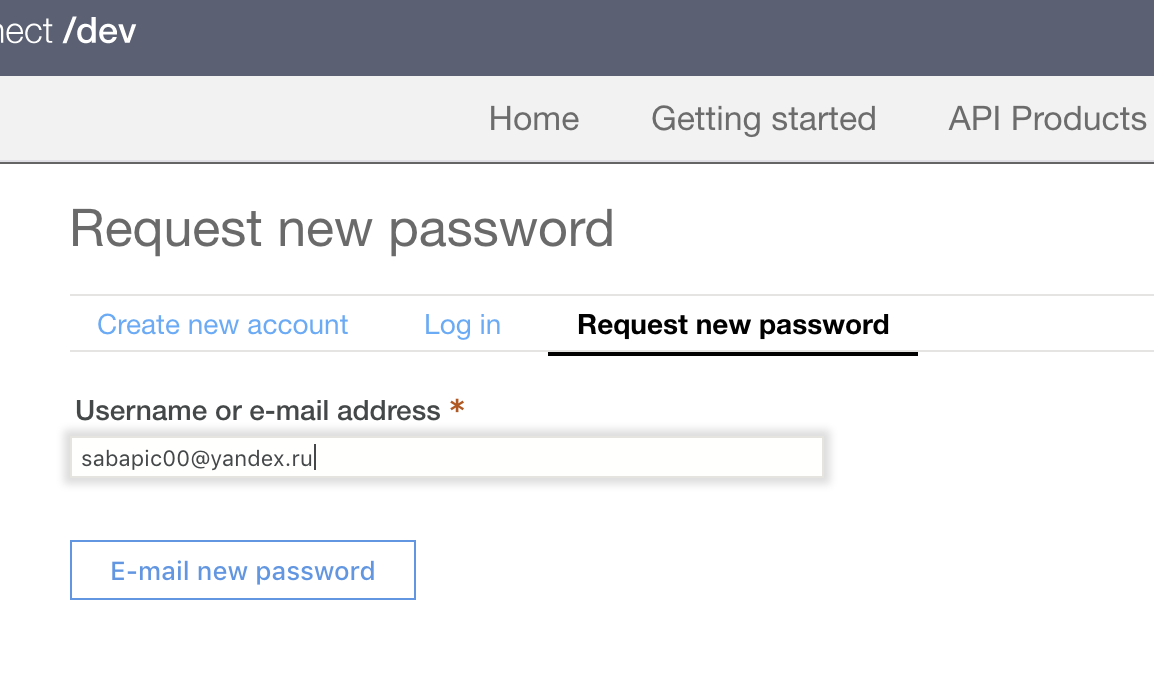 /dev
Home Getting started API Products
Request new password
Create new account Log in Request new password
Username or e-mail address *
sabapic00@yandex.ru
E-mail new password